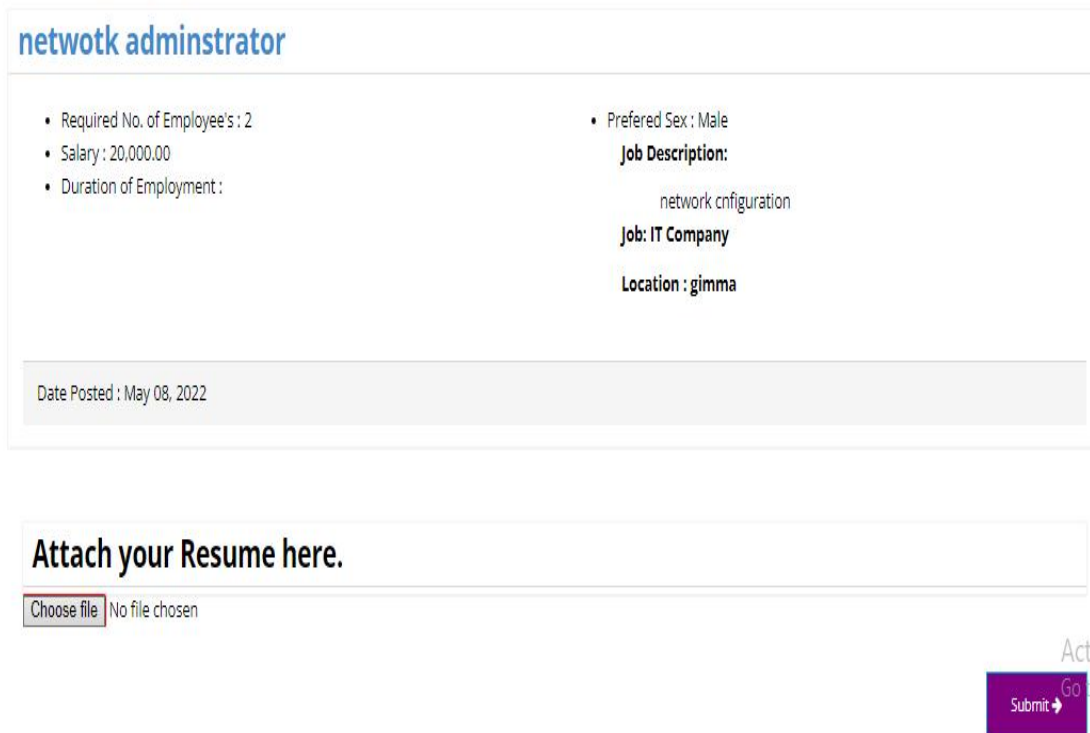 netwotk adminstrator
Required No. of Employee's : 2
Salary : 20,000.00
Duration of Employment :
Prefered Sex : Male
Job Description:
network cnfiguration
Job: IT Company
Location : gimma
Date Posted : May 08, 2022
Attach your Resume here.
Choose file No file chosen
Act
Go
Submit